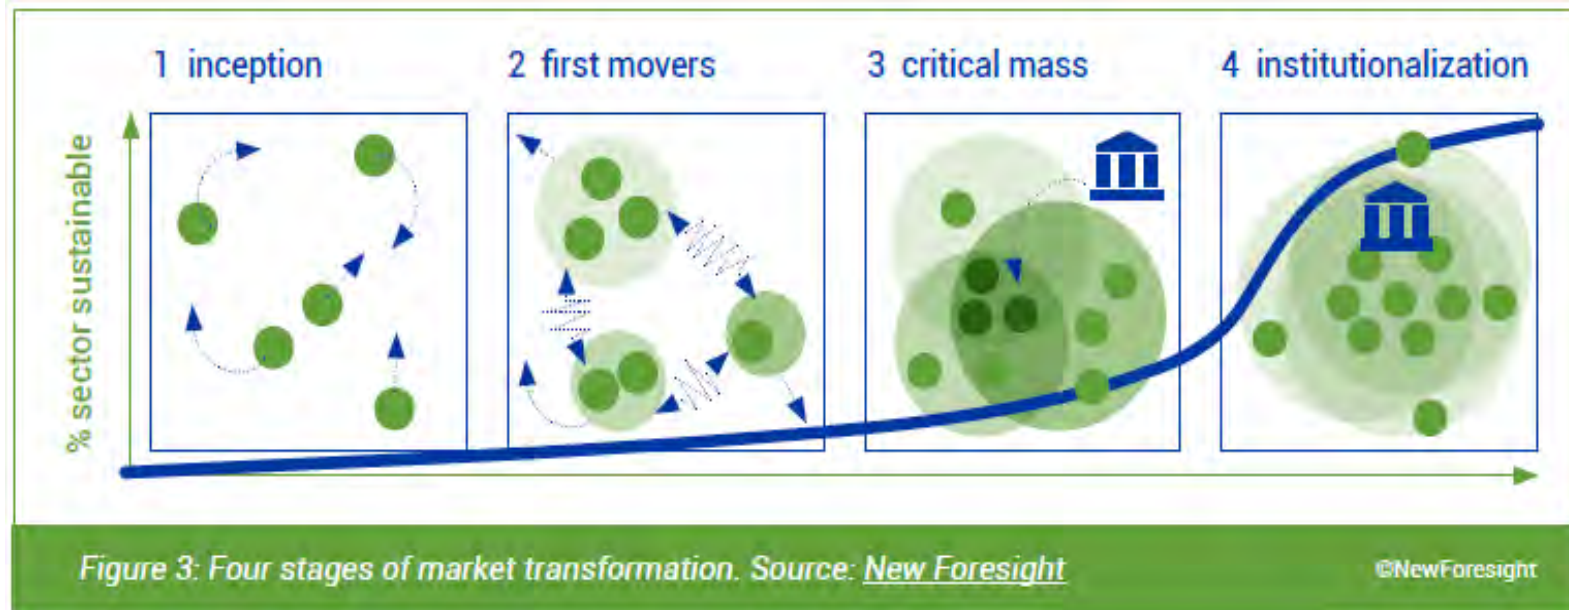 1 inception
2 first movers
3 critical mass
4 institutionalization
% sector sustainable
Figure 3: Four stages of market transformation. Source: New Foresight
©NewForesight